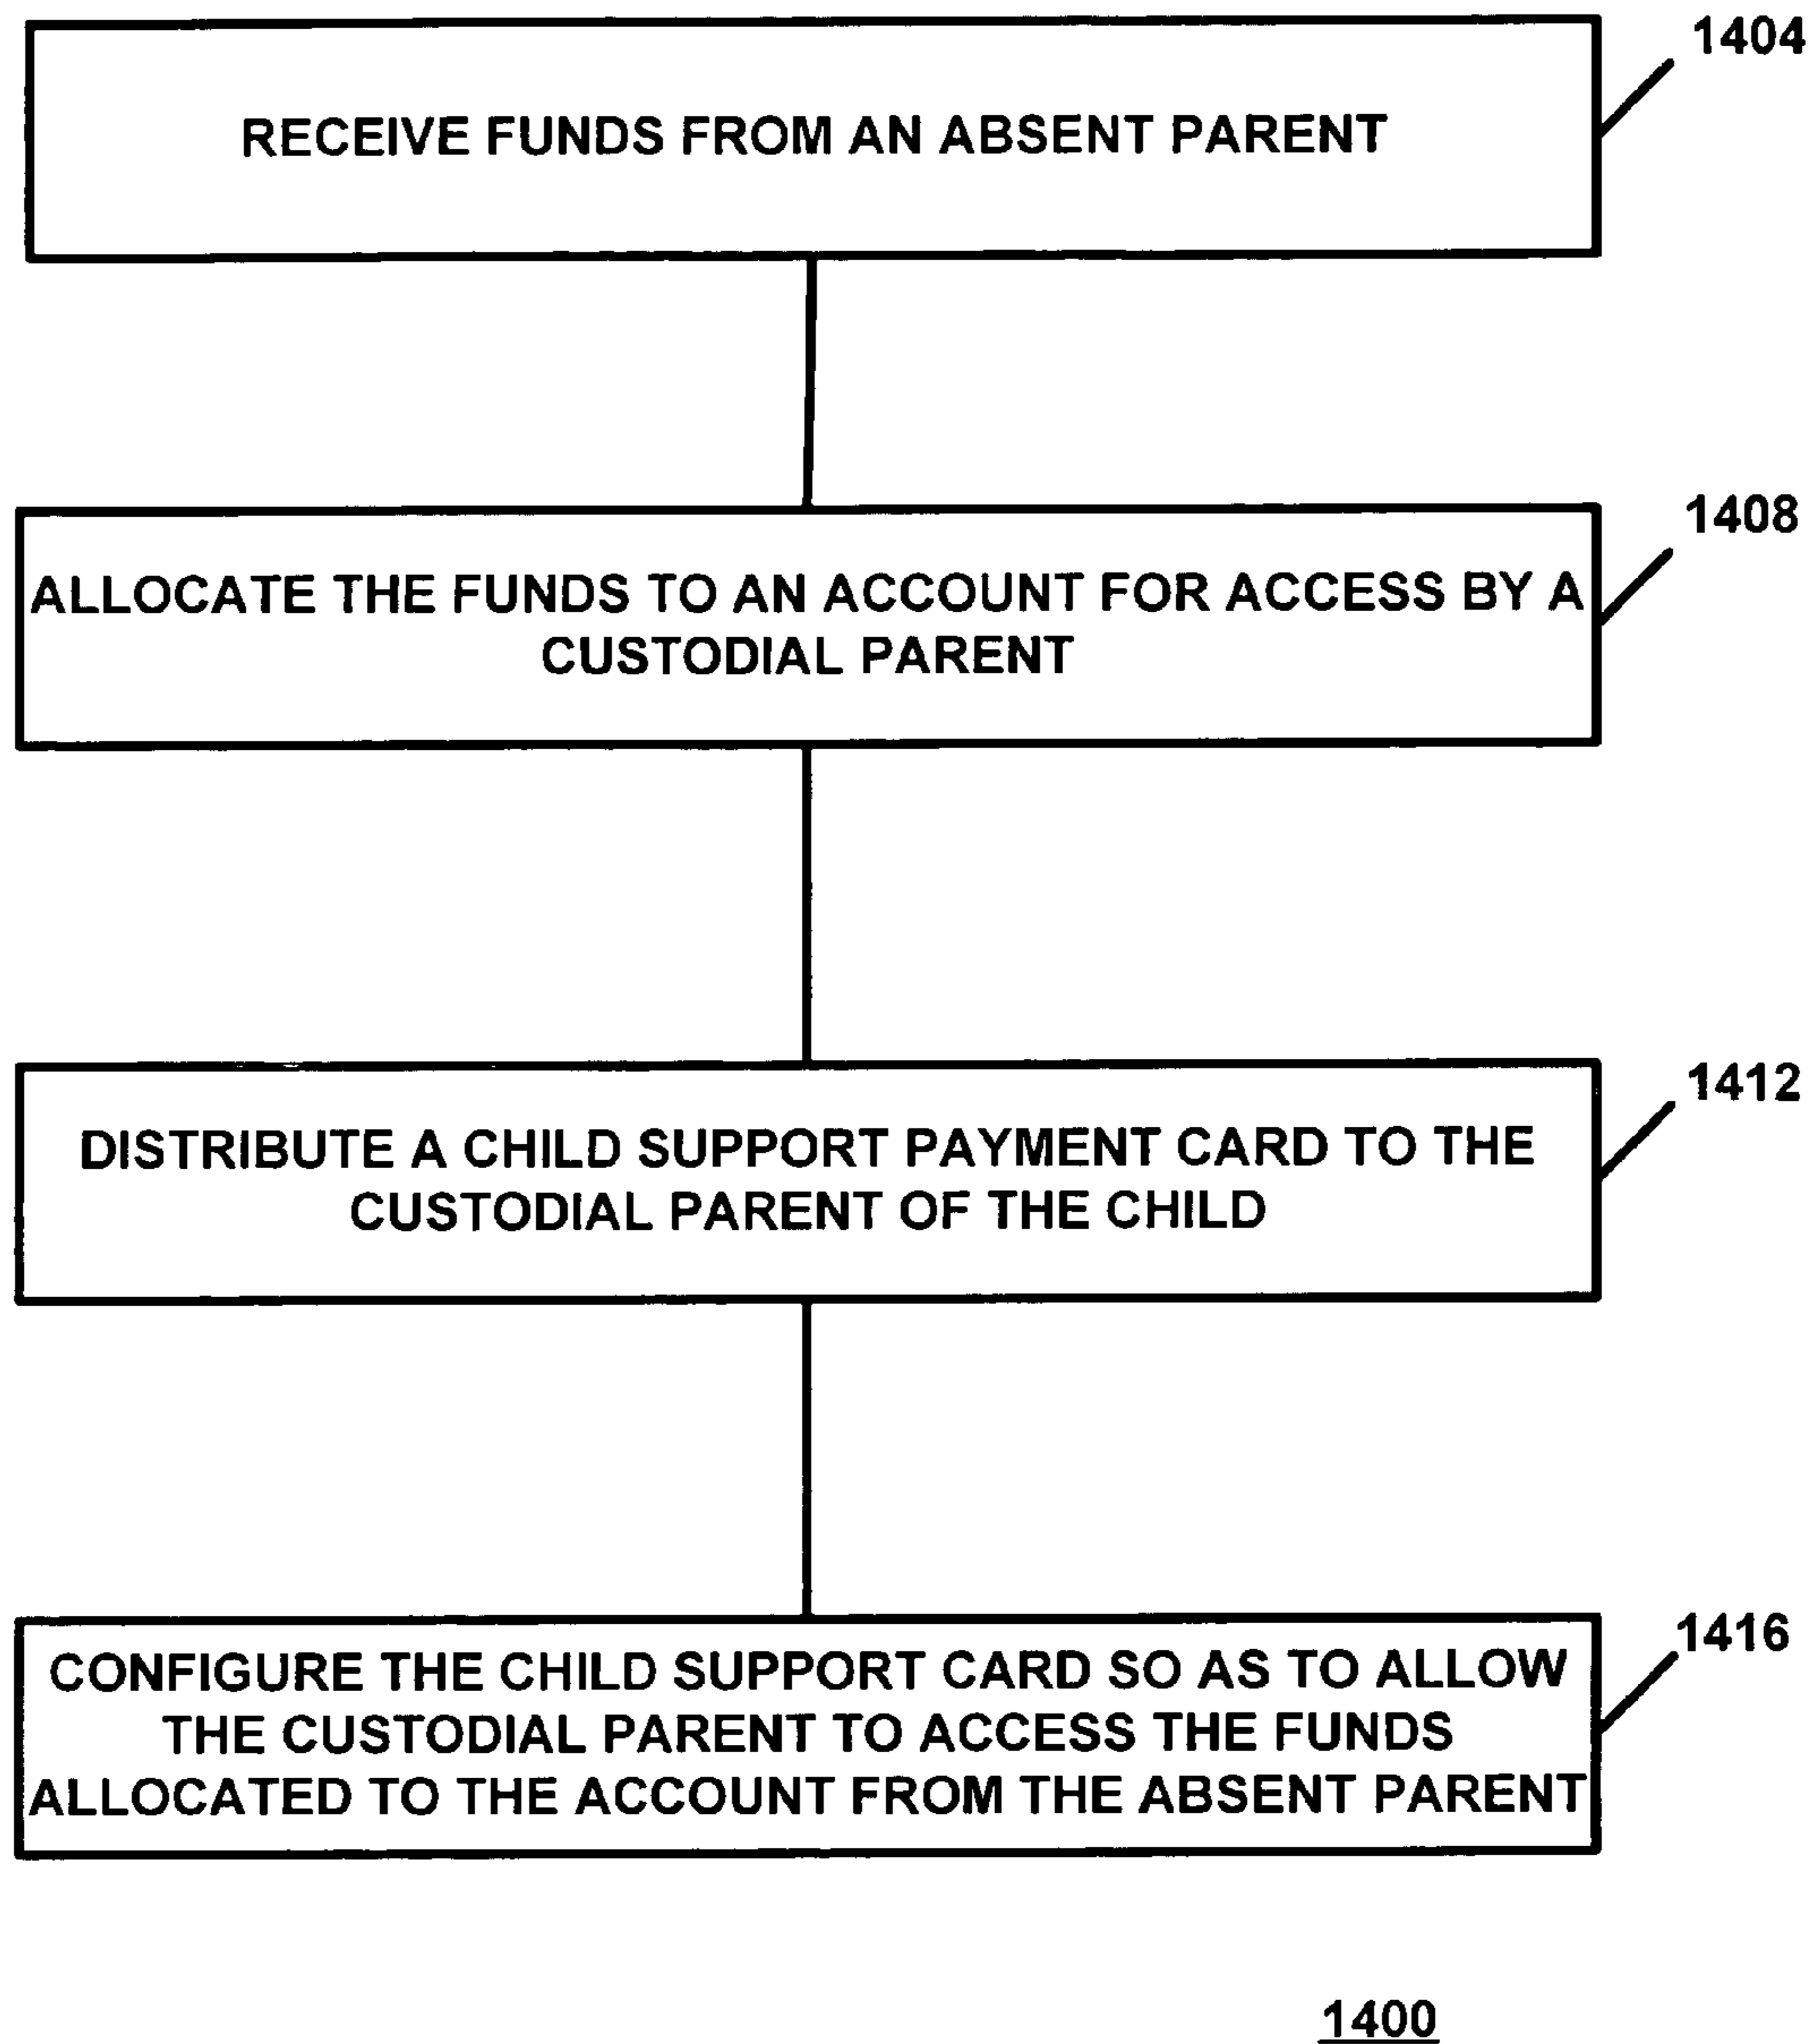 1404
RECEIVE FUNDS FROM AN ABSENT PARENT
1408
ALLOCATE THE FUNDS TO AN ACCOUNT FOR ACCESS BY A
CUSTODIAL PARENT
1412
DISTRIBUTE A CHILD SUPPORT PAYMENT CARD TO THE
CUSTODIAL PARENT OF THE CHILD
1416
CONFIGURE THE CHILD SUPPORT CARD SO AS TO ALLOW
THE CUSTODIAL PARENT TO ACCESS THE FUNDS
ALLOCATED TO THE ACCOUNT FROM THE ABSENT PARENT
1400